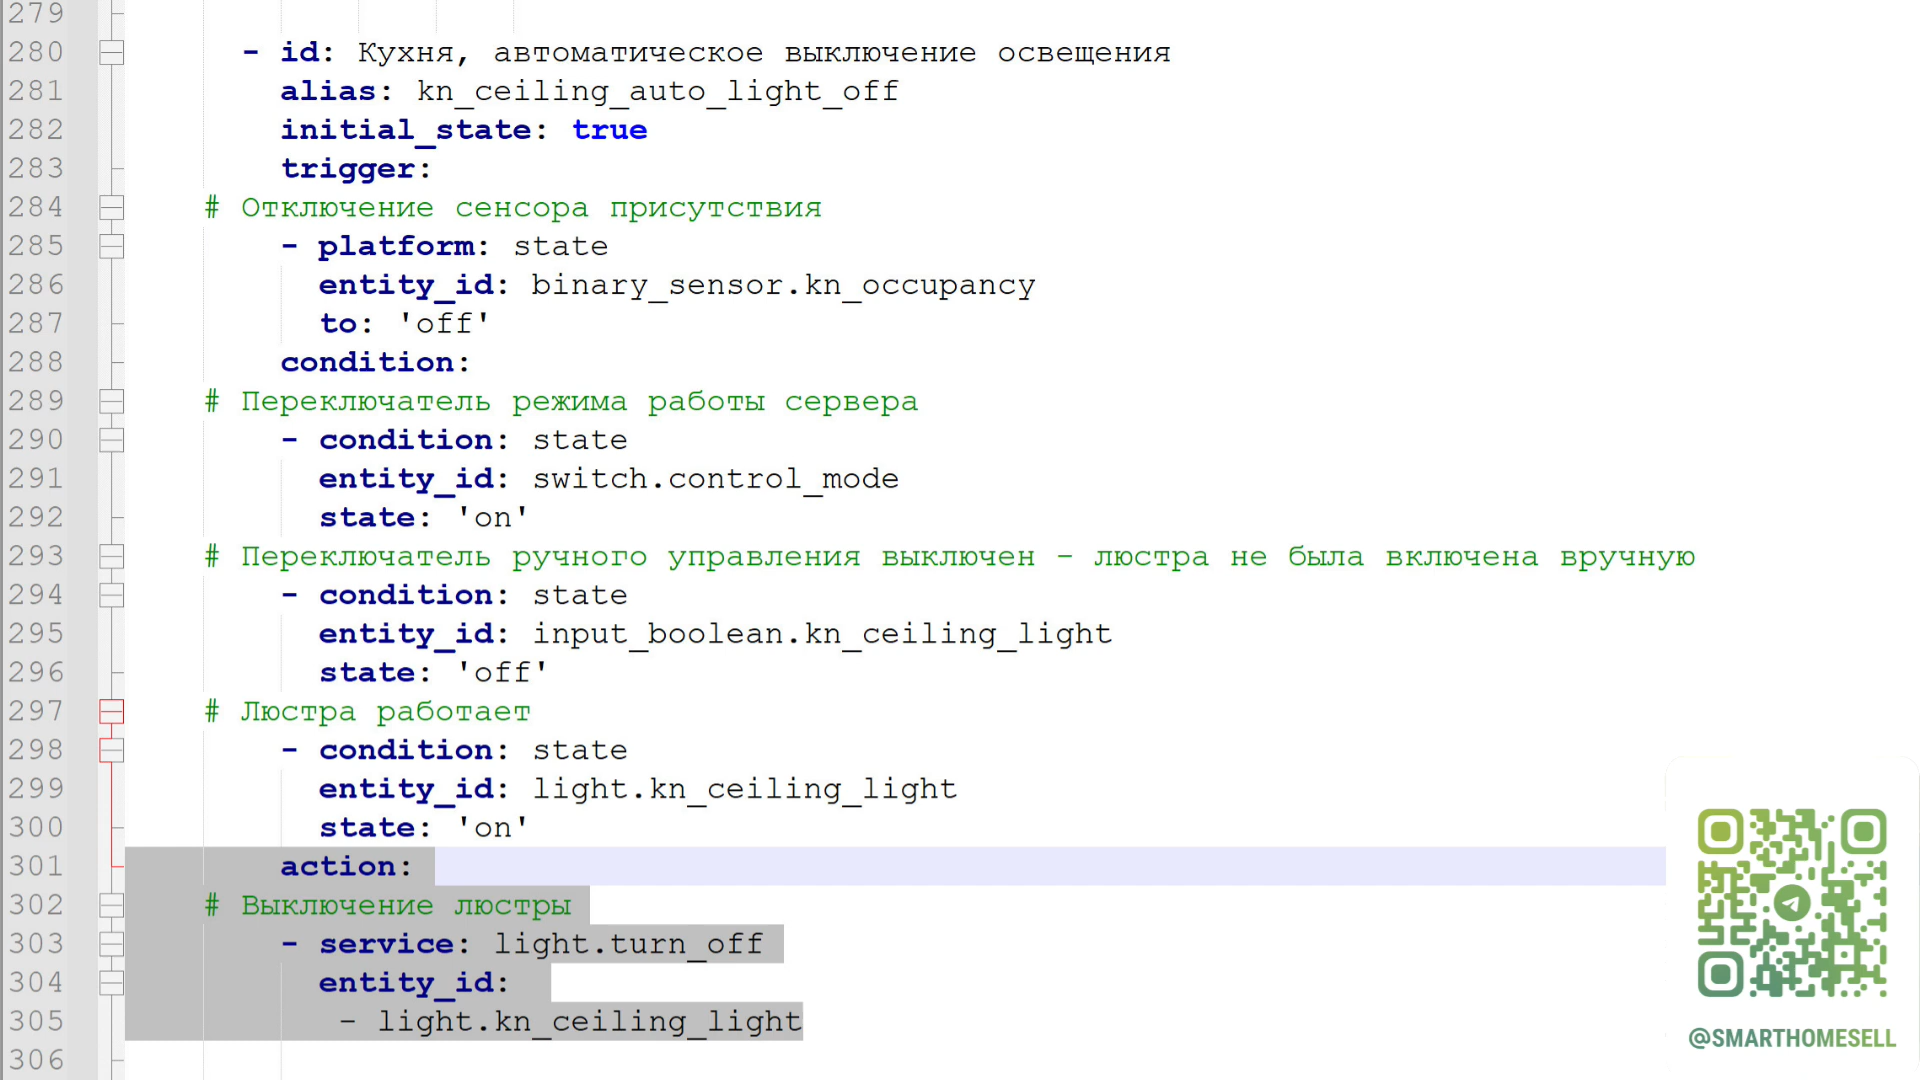 279
280 - id: Кухня, автоматическое выключение освещения
281 alias: kn_ceiling_auto_light_off
282 initial_state: true
283 trigger:
284 # Отключение сенсора присутствия
285 - platform: state
286 entity_id: binary_sensor.kn_occupancy
287 to: 'off'
288 condition:
289 # Переключатель режима работы сервера
290 - condition: state
291 entity_id: switch.control_mode
292 state: 'on'
293 # Переключатель ручного управления выключен - люстра не была включена вручную
294 - condition: state
295 entity_id: input_boolean.kn_ceiling_light
296 state: 'off'
297 # Люстра работает
298 - condition: state
299 entity_id: light.kn_ceiling_light
300 state: 'on'
301 action:
302 # Выключение люстры
303 - service: light.turn_off
304 entity_id:
305 - light.kn_ceiling_light
306
@SMARTHOMESELL